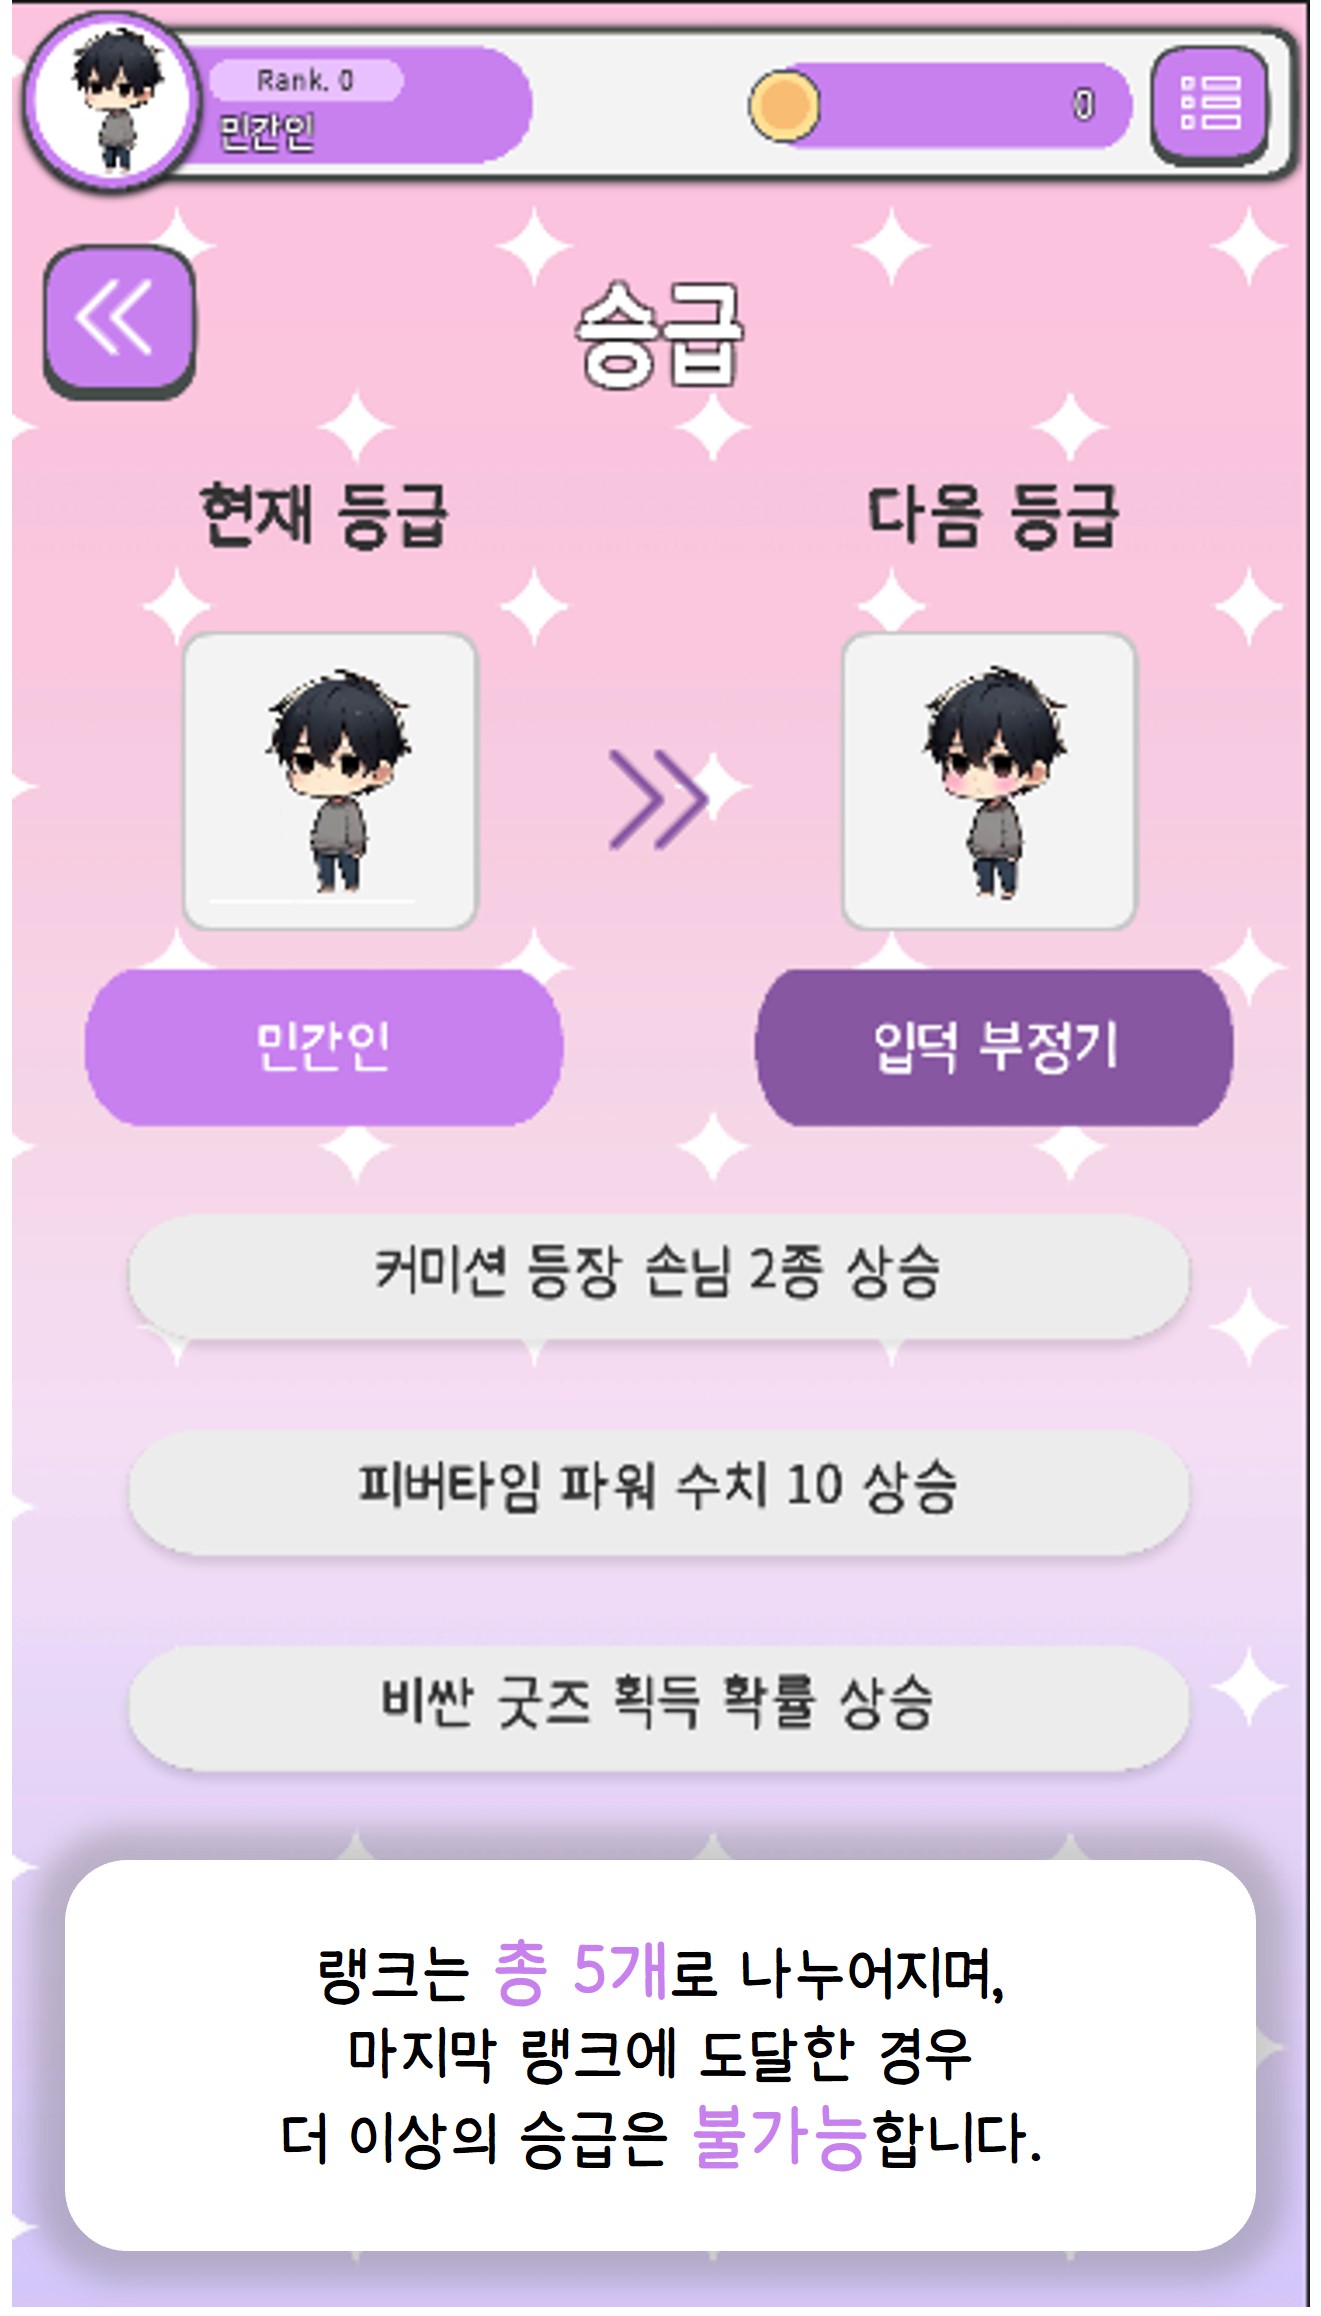 Rank. 0
민간인
0
승급
현재 등급
다음 등급
민간인
입덕 부정기
커미션 등장 손님 2종 상승
피버타임 파워 수치 10 상승
비싼 굿즈 획득 확률 상승
랭크는 총 5개로 나누어지며,
마지막 랭크에 도달한 경우
더 이상의 승급은 불가능합니다.